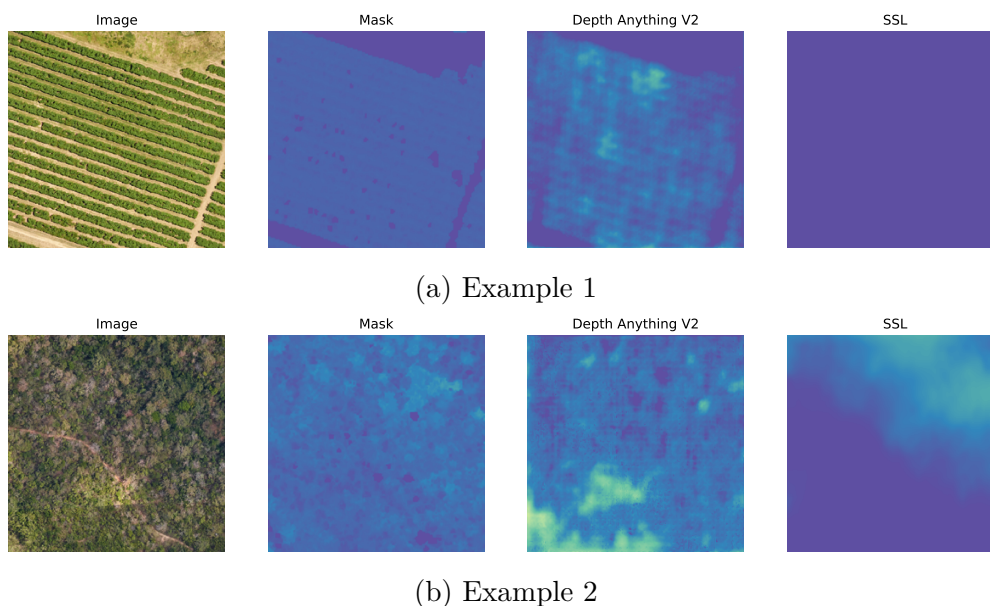 Image Mask Depth Anything V2 SSL
(a) Example 1
Image Mask Depth Anything V2 SSL
(b) Example 2